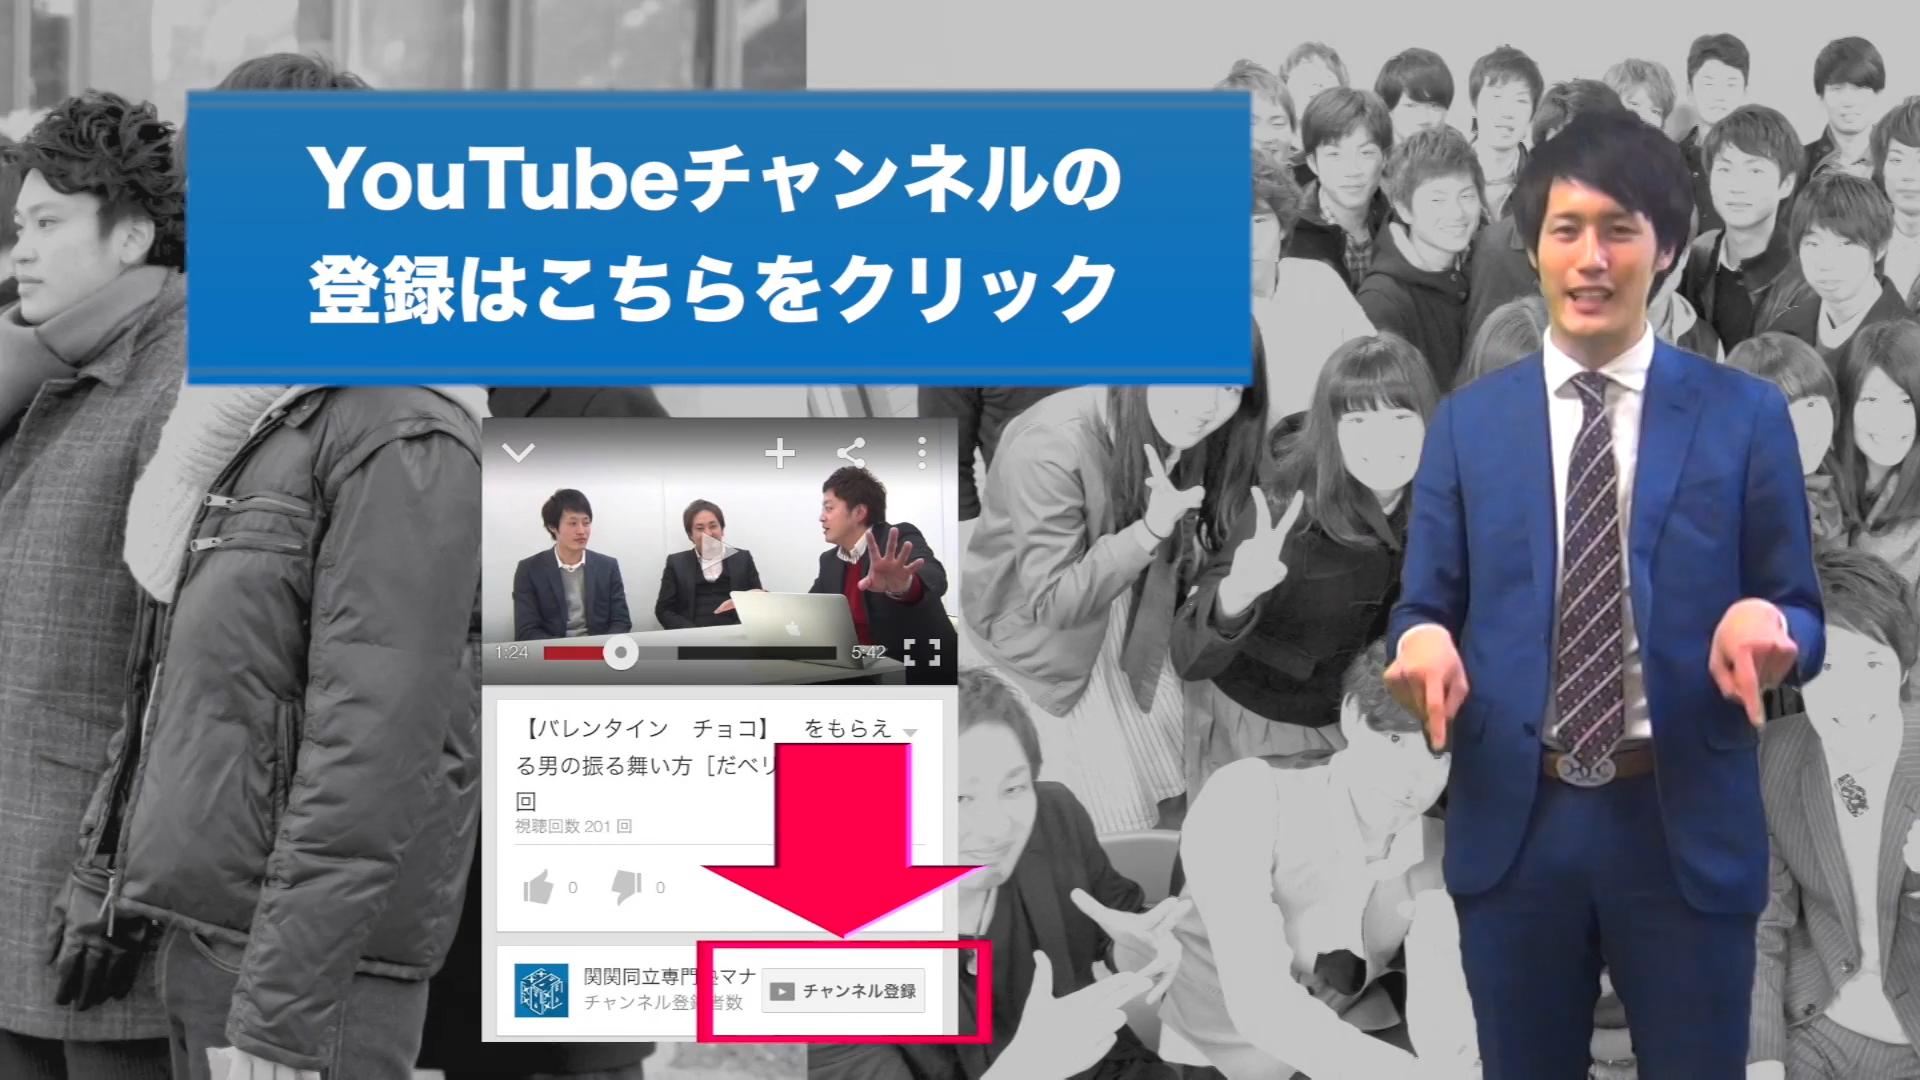 YouTubeチャンネルの
登録はこちらをクリック
1:24
5:42
【バレンタイン チョコ】 をもらえ
る男の振る舞い方［だべリ
回
視聴回数 201 回
0
0
関関同立専門塾マナ
チャンネル登録者数
チャンネル登録